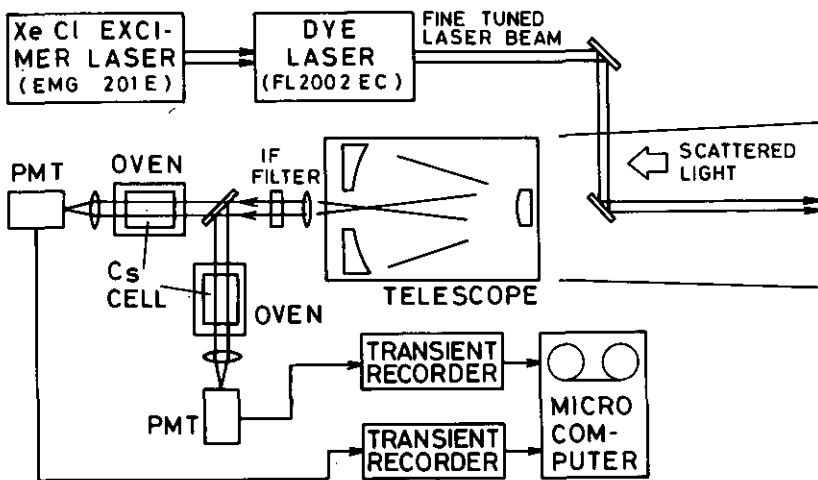 Xe Cl EXCI-
MER LASER
(EMG 201E)
DYE
LASER
(FL2002 EC)
FINE TUNED
LASER BEAM
SCATTERED
LIGHT
PMT
OVEN
IF
FILTER
TELESCOPE
Cs
CELL
OVEN
PMT
TRANSIENT
RECORDER
TRANSIENT
RECORDER
MICRO
COM-
PUTER